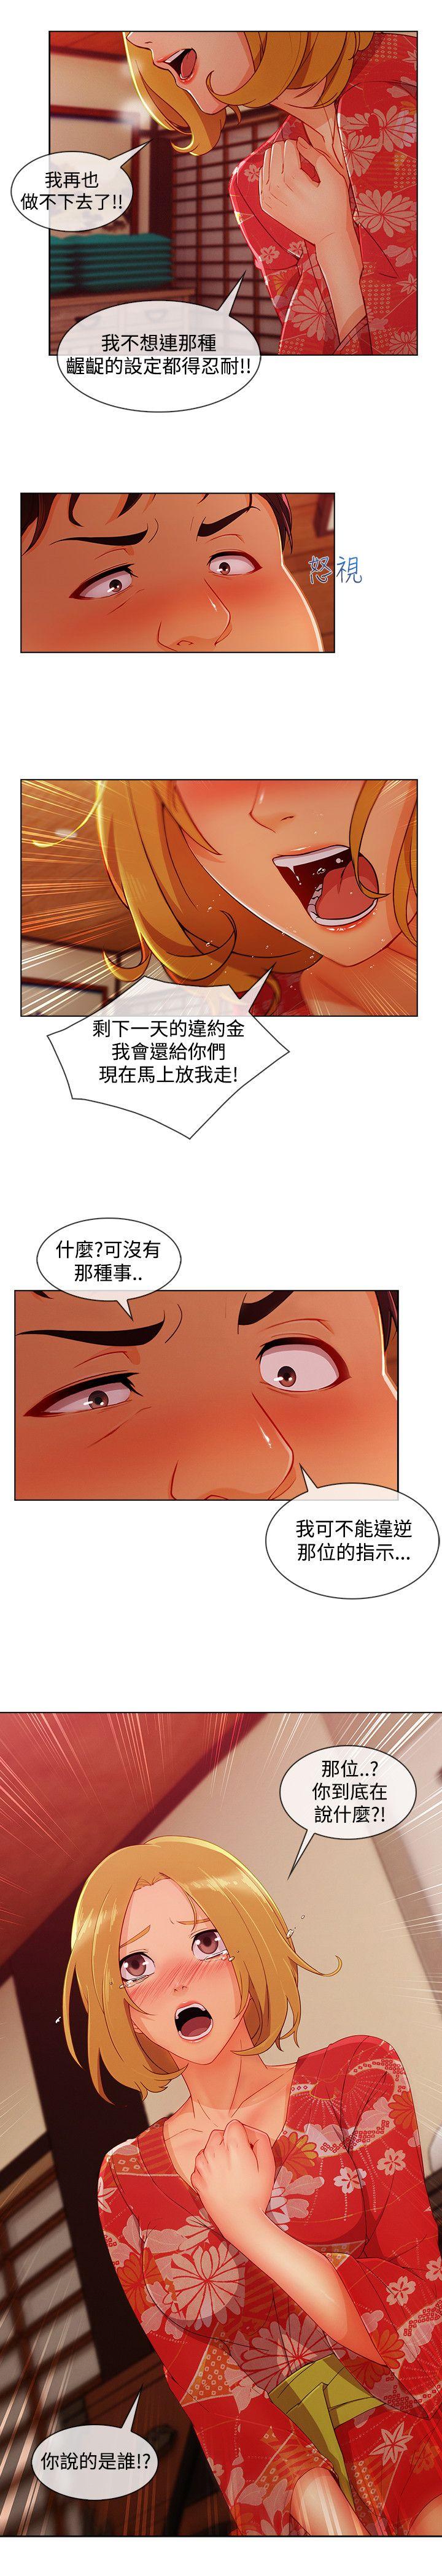 我再也
做不下去了!!
我不想連那種
齷齪的設定都得忍耐!!
怒視
剩下一天的違約金
我會還給你們
現在馬上放我走!
什麼?可沒有
那種事..
我可不能違逆
那位的指示...
那位..?
你到底在
說什麼?!
你說的是誰!?